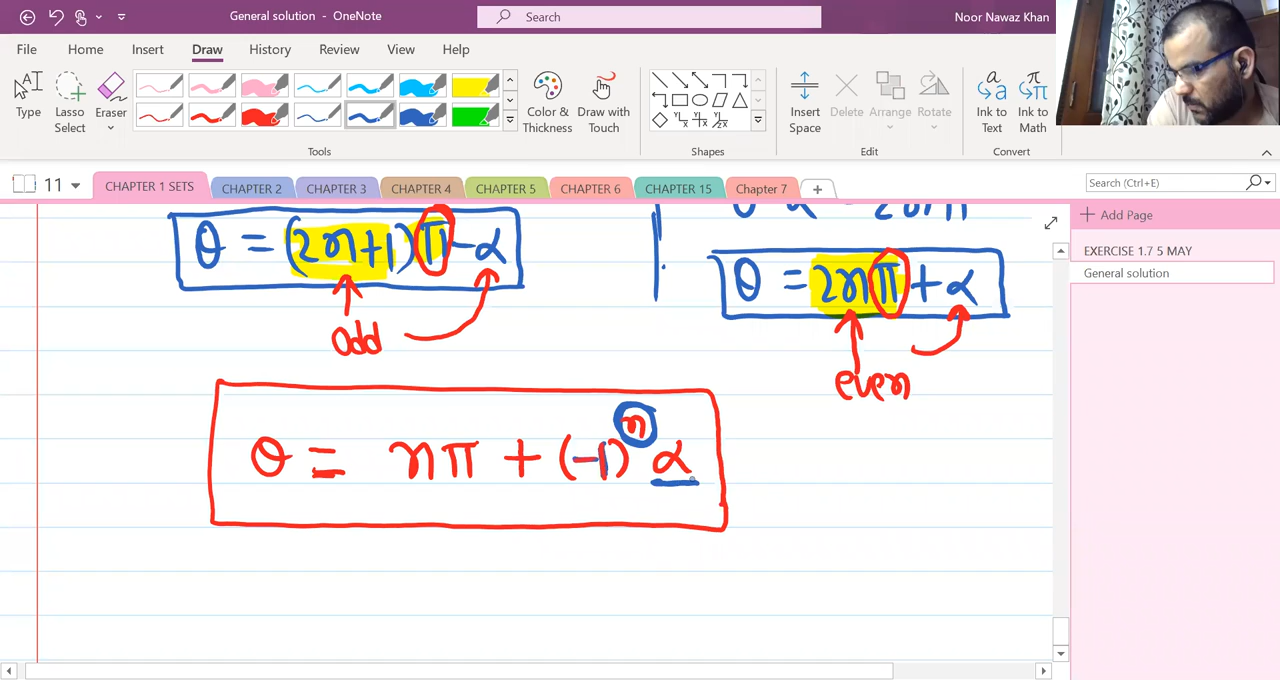 General solution - OneNote
Search
Noor Nawaz Khan
File Home Insert Draw History Review View Help
Type
Lasso Select
Eraser
Color & Thickness
Draw with Touch
Insert Space
Delete
Arrange
Rotate
Ink to Text
Ink to Math
Tools
Shapes
Edit
Convert
11
CHAPTER 1 SETS
CHAPTER 2
CHAPTER 3
CHAPTER 4
CHAPTER 5
CHAPTER 6
CHAPTER 15
Chapter 7
Search (Ctrl+E)
Add Page
EXERCISE 1.7 5 MAY
General solution
θ = (2n+1)π-α
odd
θ = 2nπ + α
even
θ = nπ + (-1)^n α